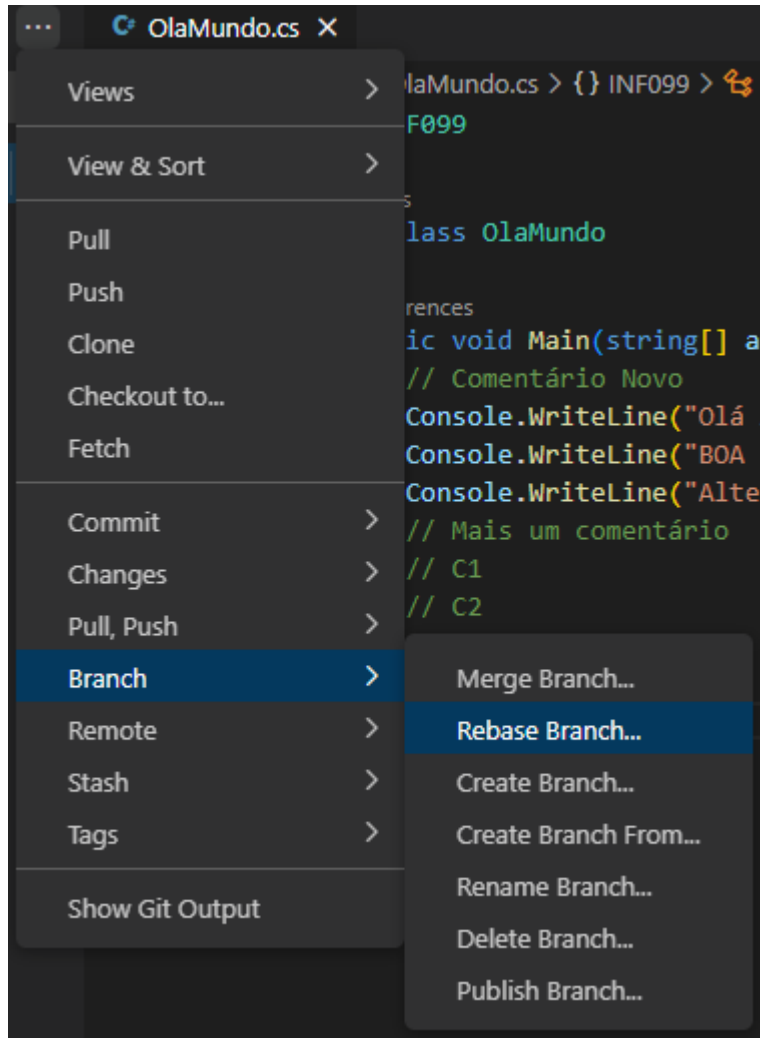 ... C# OlaMundo.cs
laMundo.cs > {} INF099 >
F099
s
lass OlaMundo
rences
ic void Main(string[] a
// Comentário Novo
Console.WriteLine("Olá
Console.WriteLine("BOA
Console.WriteLine("Alte
// Mais um comentário
// C1
// C2
Views
View & Sort
Pull
Push
Clone
Checkout to...
Fetch
Commit
Changes
Pull, Push
Branch
Remote
Stash
Tags
Show Git Output
Merge Branch...
Rebase Branch...
Create Branch...
Create Branch From...
Rename Branch...
Delete Branch...
Publish Branch...